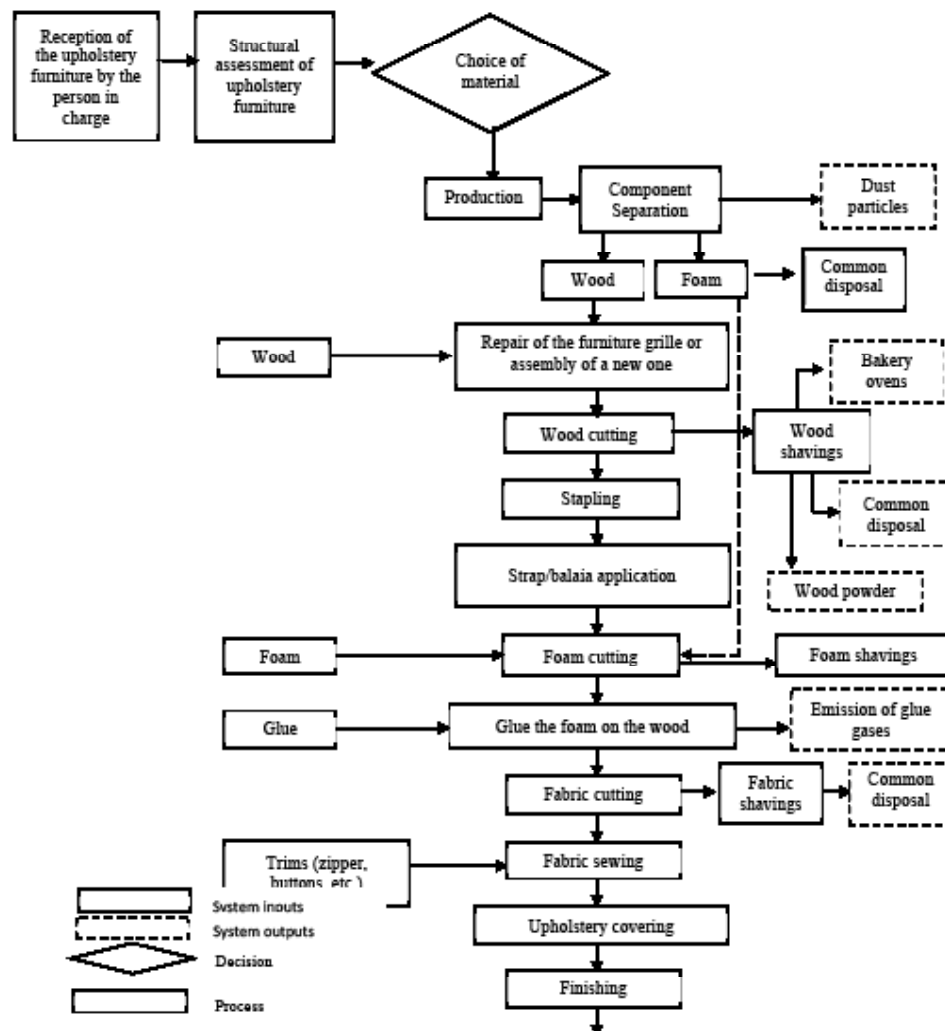 Reception of
the upholstery
furniture by the
person in
charge
Structural
assessment of
upholstery
furniture
Choice of
material
Production
Component
Separation
Dust
particles
Wood
Foam
Common
disposal
Wood
Repair of the furniture grille or
assembly of a new one
Bakery
ovens
Wood cutting
Wood
shavings
Stapling
Common
disposal
Strap/balaia application
Wood powder
Foam
Foam cutting
Foam shavings
Glue
Glue the foam on the wood
Emission of glue
gases
Fabric cutting
Fabric
shavings
Common
disposal
Trims (zipper,
buttons, etc.)
Fabric sewing
Upholstery covering
Finishing
System inputs
System outputs
Decision
Process